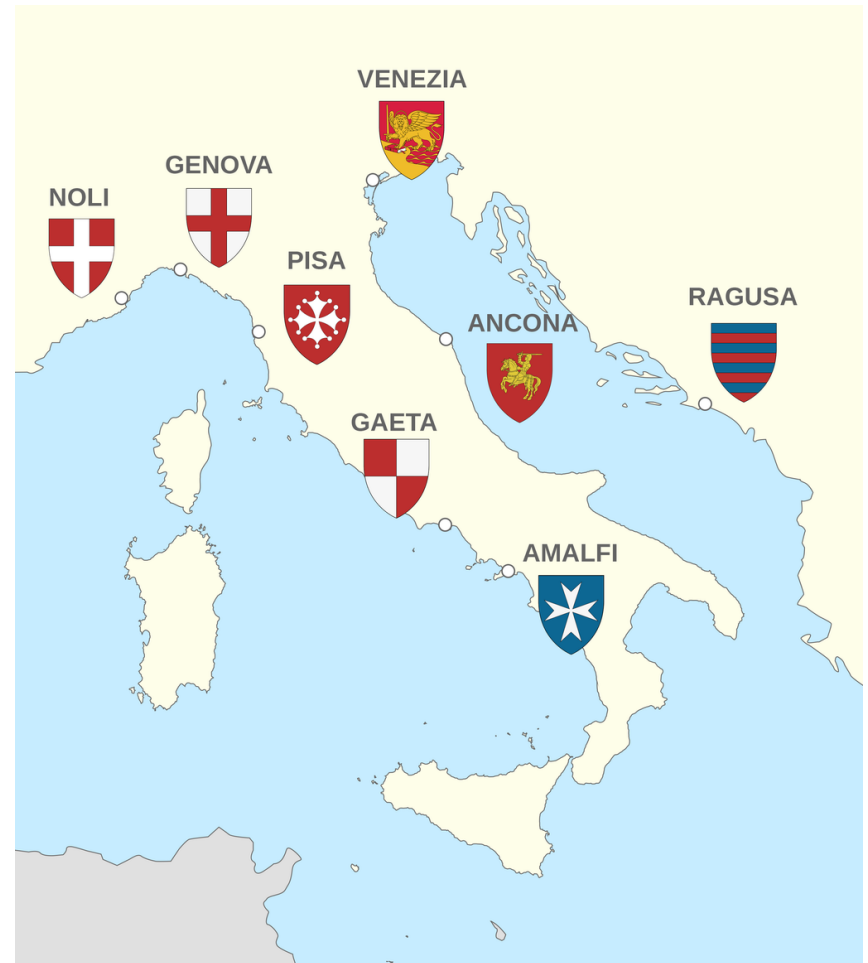 VENEZIA
GENOVA
NOLI
PISA
RAGUSA
ANCONA
GAETA
AMALFI